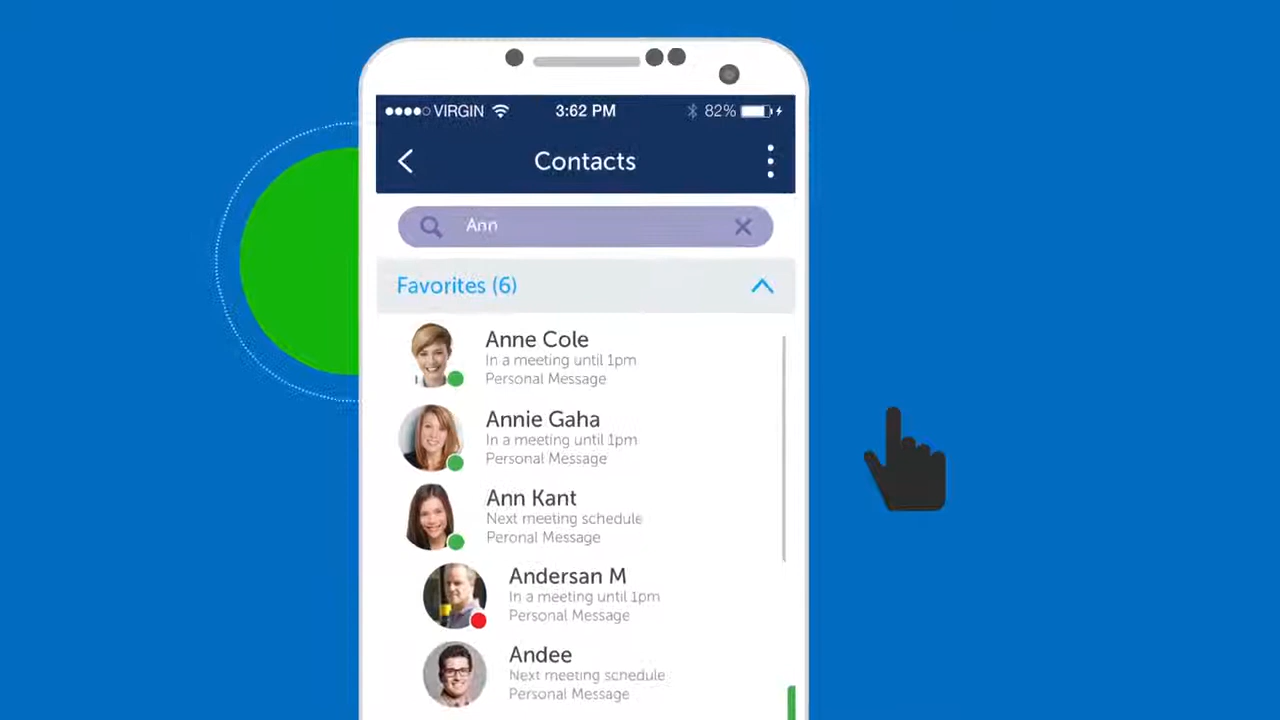 VIRGIN 3:62 PM 82%
Contacts
Ann
Favorites (6)
Anne Cole
In a meeting until 1pm
Personal Message
Annie Gaha
In a meeting until 1pm
Personal Message
Ann Kant
Next meeting schedule
Peronal Message
Andersan M
In a meeting until 1pm
Personal Message
Andee
Next meeting schedule
Personal Message